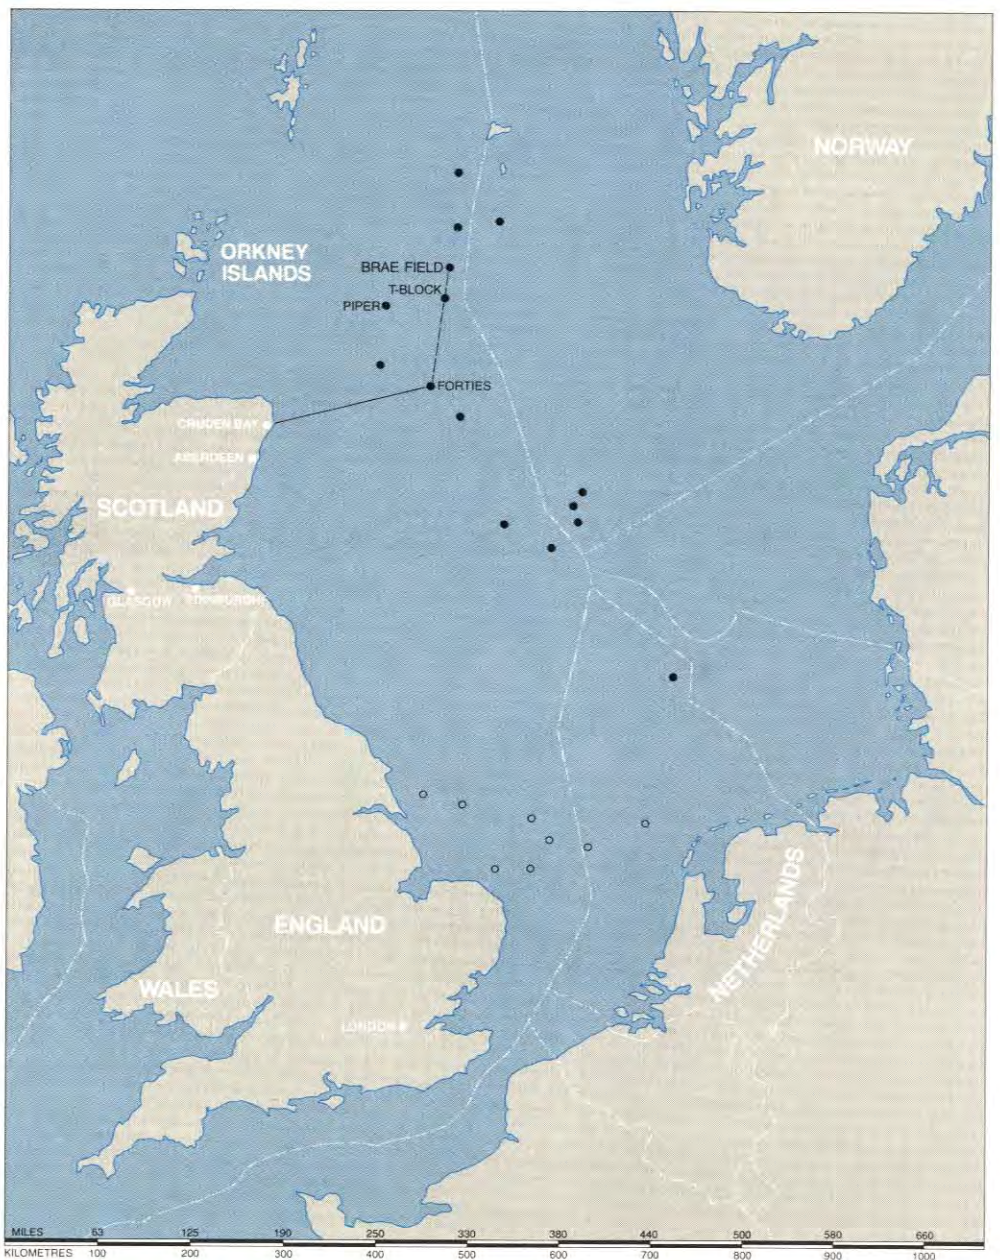 NORWAY
ORKNEY
ISLANDS
BRAE FIELD
T-BLOCK
PIPER
FORTIES
CRUDEN BAY
ABERDEEN
SCOTLAND
GLASGOW
EDINBURGH
ENGLAND
NETHERLANDS
WALES
LONDON
MILES 63 125 190 250 330 380 440 500 580 660
KILOMETRES 100 200 300 400 500 600 700 800 900 1000